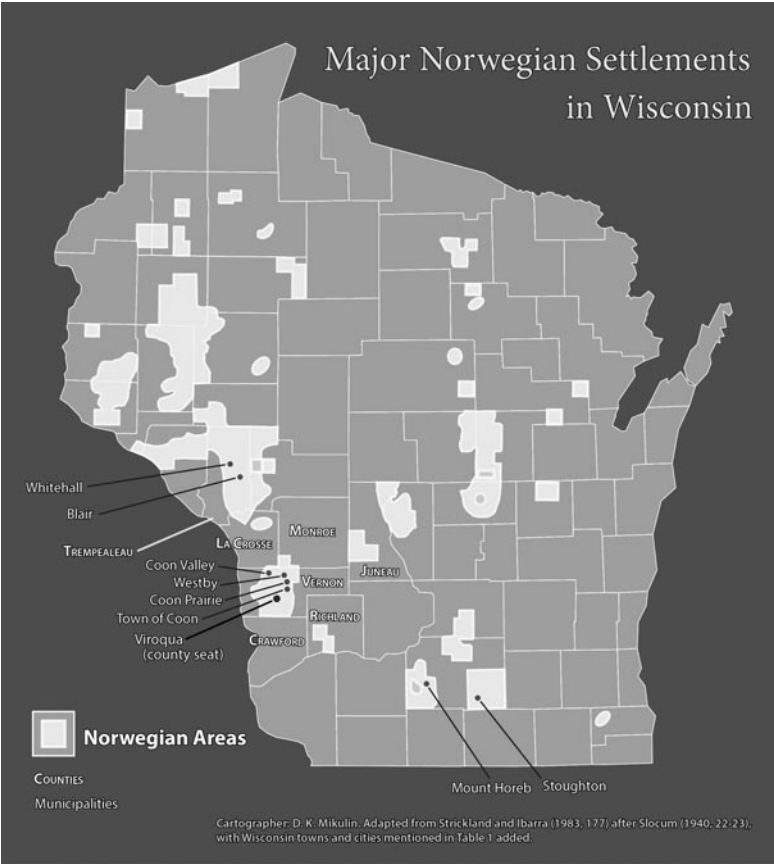 Major Norwegian Settlements
in Wisconsin
Whitehall
Blair
TREMPEALEAU
LA CROSSE
MONROE
Coon Valley
Westby
VERNON
JUNEAU
Coon Prairie
Town of Coon
RICHLAND
Viroqua
(county seat)
CRAWFORD
Norwegian Areas
COUNTIES
Municipalities
Mount Horeb
Stoughton
Cartographer: D. K. Mikulin. Adapted from Strickland and Ibarra (1983, 177) after Slocum (1940, 22-23),
with Wisconsin towns and cities mentioned in Table 1 added.